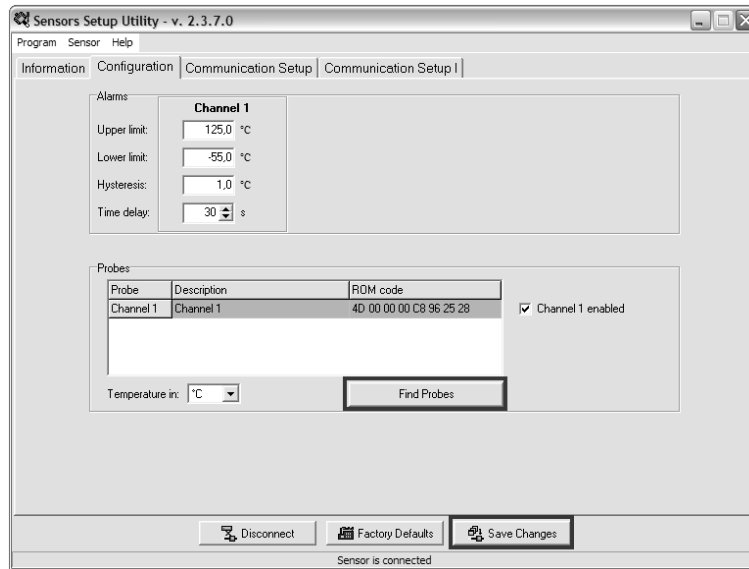 Sensors Setup Utility - v. 2.3.7.0
Program Sensor Help
Information Configuration Communication Setup Communication Setup I
Alarms
Channel 1
Upper limit: 125,0 °C
Lower limit: -55,0 °C
Hysteresis: 1,0 °C
Time delay: 30 s
Probes
Probe Description ROM code
Channel 1 Channel 1 4D 00 00 00 C8 96 25 28 Channel 1 enabled
Temperature in: °C Find Probes
Disconnect Factory Defaults Save Changes
Sensor is connected